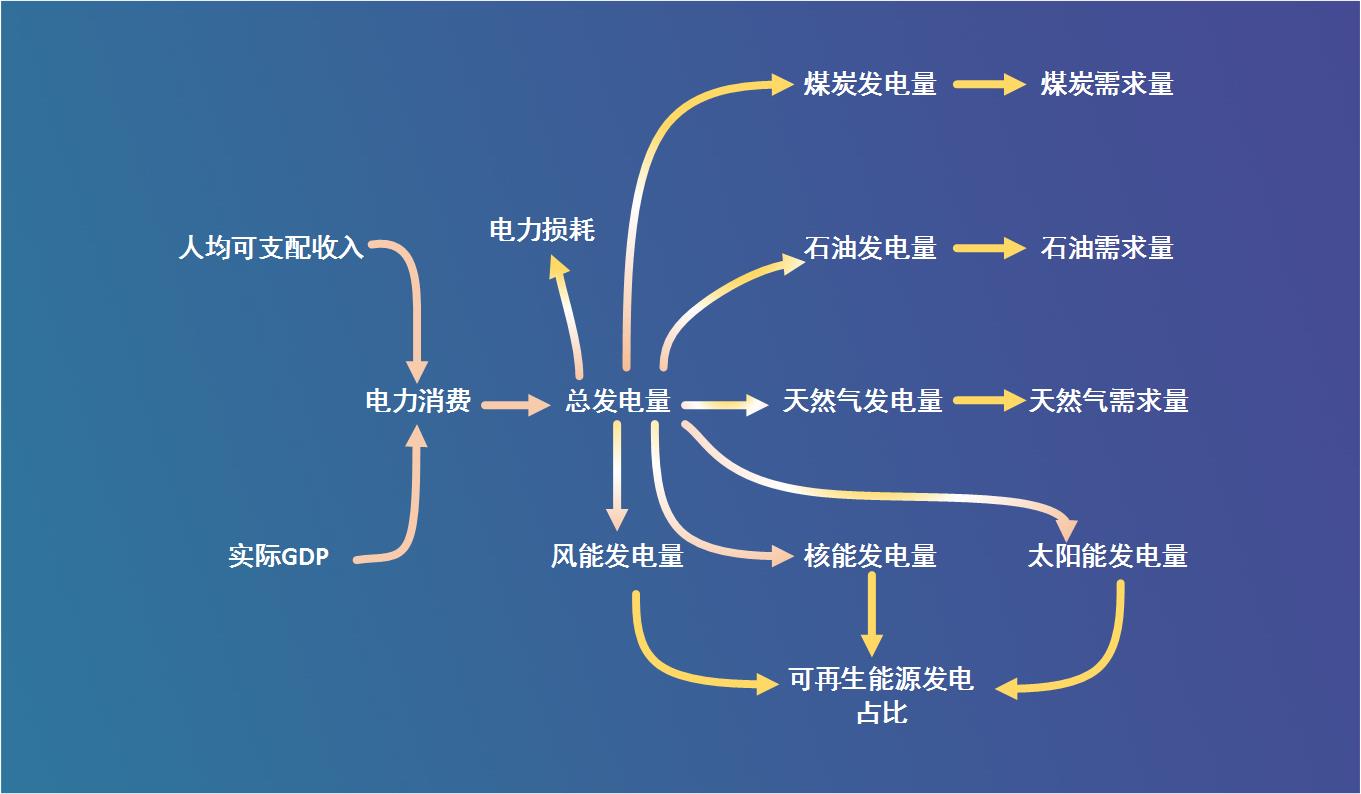 煤炭发电量
煤炭需求量
电力损耗
人均可支配收入
石油发电量
石油需求量
电力消费
总发电量
天然气发电量
天然气需求量
实际GDP
风能发电量
核能发电量
太阳能发电量
可再生能源发电
占比